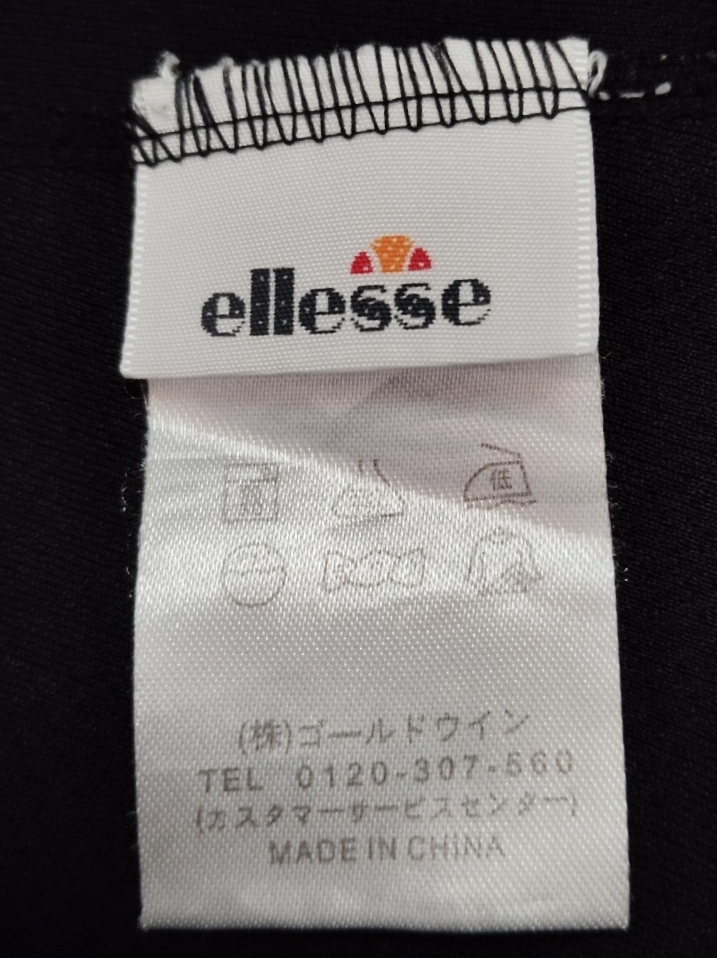 ellesse
低
(株)ゴールドウイン
TEL 0120-307-560
(カスタマーサービスセンター)
MADE IN CHINA